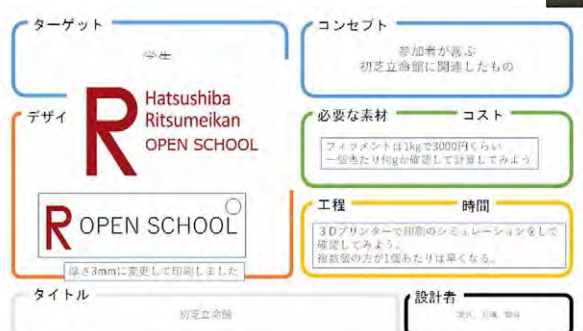 ターゲット
学生
コンセプト
参加者が喜ぶ
初芝立命館に関連したもの
デザイ
R
Hatsushiba
Ritsumeikan
OPEN SCHOOL
R OPEN SCHOOL
厚さ3mmに変更して印刷しました
必要な素材
コスト
フィラメントは1kgで3000円くらい
一個当たり何gか確認して計算してみよう
工程
時間
3Dプリンターで印刷のシミュレーションをして
確認してみよう。
複数個の方が1個あたりは早くなる。
タイトル
初芝立命館
設計者